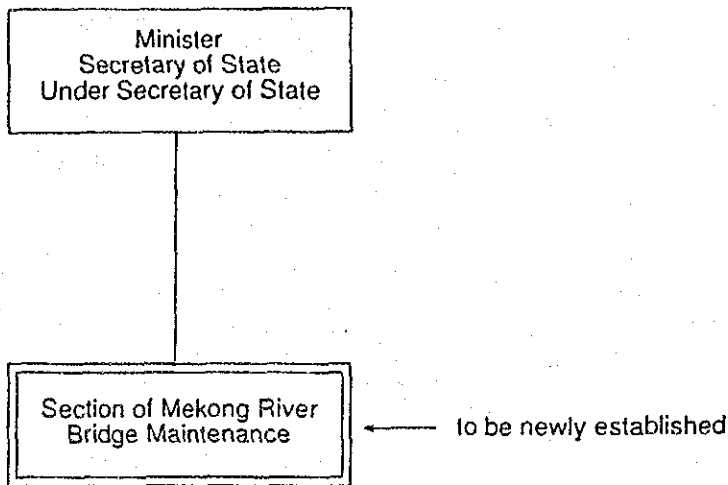 Minister
Secretary of State
Under Secretary of State
Section of Mekong River
Bridge Maintenance
to be newly established